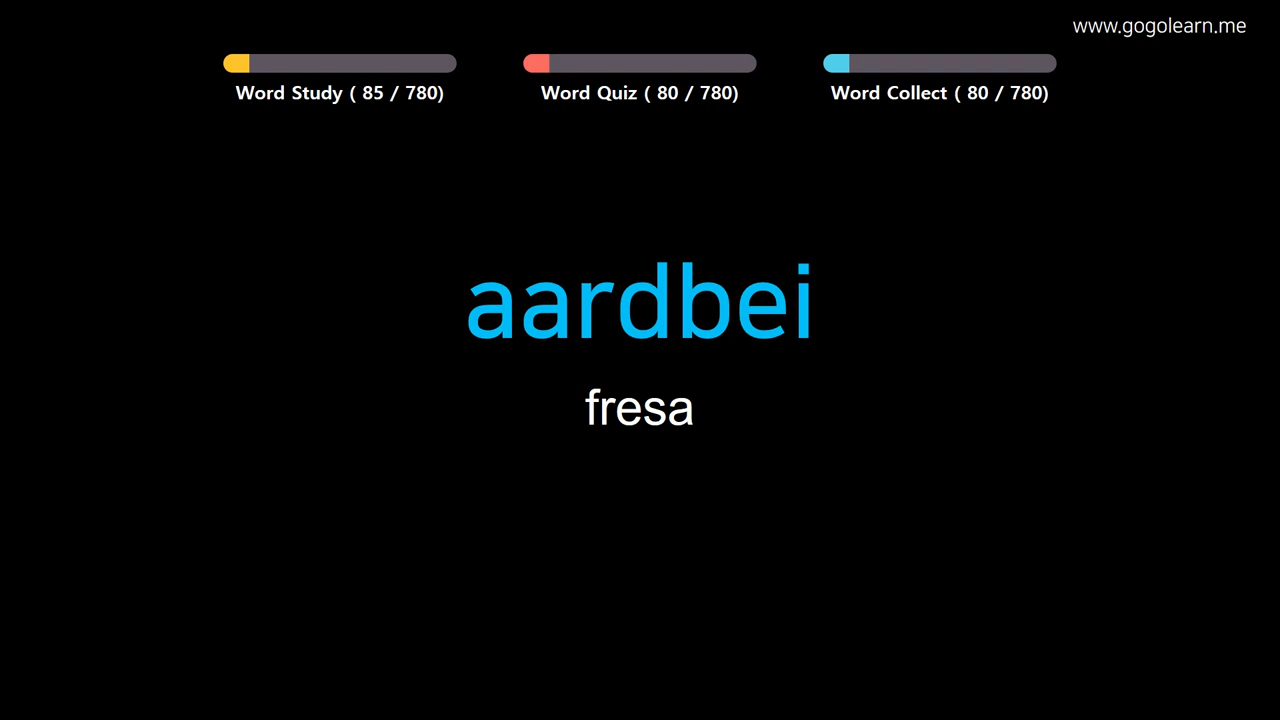 www.gogolearn.me
Word Study ( 85 / 780)
Word Quiz ( 80 / 780)
Word Collect ( 80 / 780)
aardbei
fresa